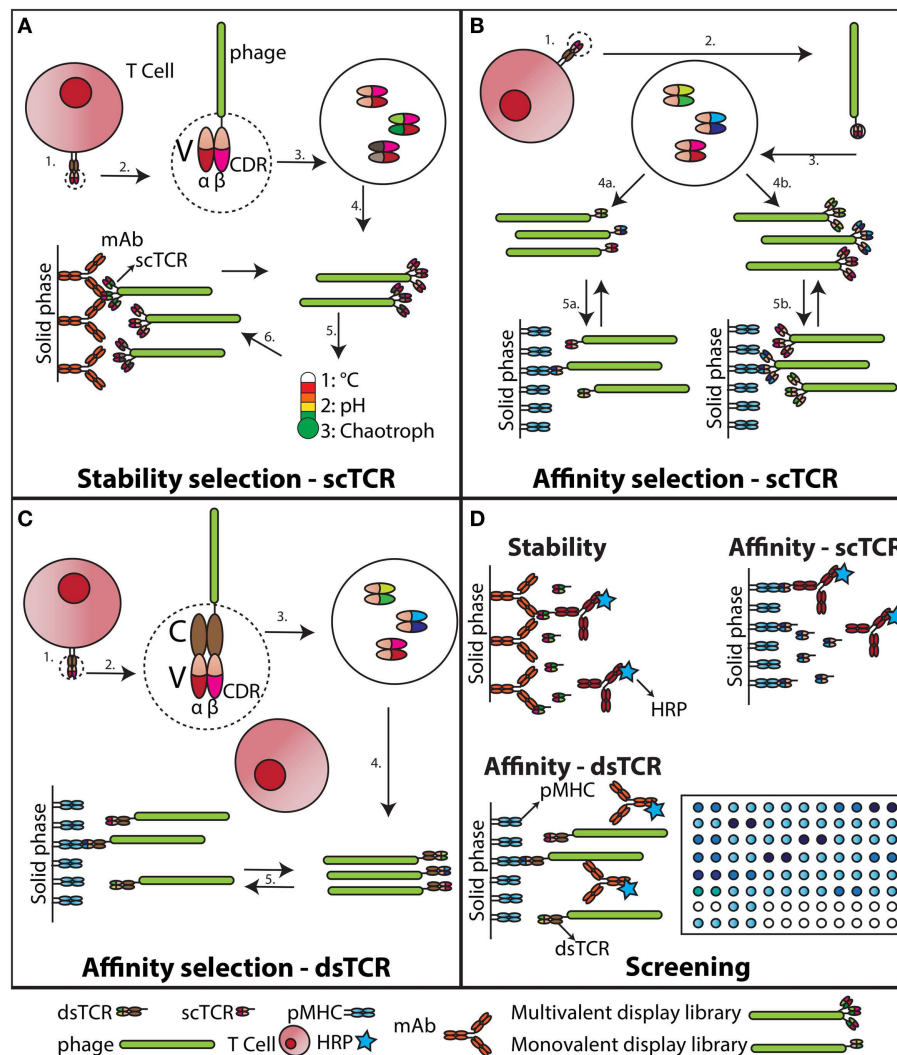 A
T Cell
phage
1.
2.
V
CDR
α β
3.
4.
mAb
scTCR
Solid phase
5.
6.
1: °C
2: pH
3: Chaotroph
Stability selection - scTCR
B
1.
2.
3.
4a.
4b.
5a.
5b.
Solid phase
Solid phase
Affinity selection - scTCR
C
1.
2.
C
V
CDR
α β
3.
4.
Solid phase
5.
Affinity selection - dsTCR
D
Stability
Solid phase
HRP
Affinity - scTCR
Solid phase
Affinity - dsTCR
pMHC
Solid phase
dsTCR
Screening
dsTCR
scTCR
pMHC
mAb
Multivalent display library
phage
T Cell
HRP
Monovalent display library